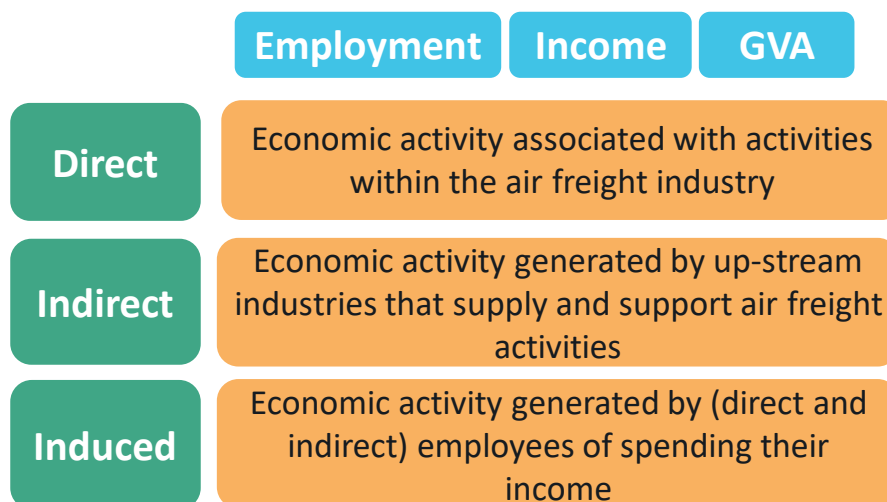 Employment Income GVA
Direct
Economic activity associated with activities
within the air freight industry
Indirect
Economic activity generated by up-stream
industries that supply and support air freight
activities
Induced
Economic activity generated by (direct and
indirect) employees of spending their
income